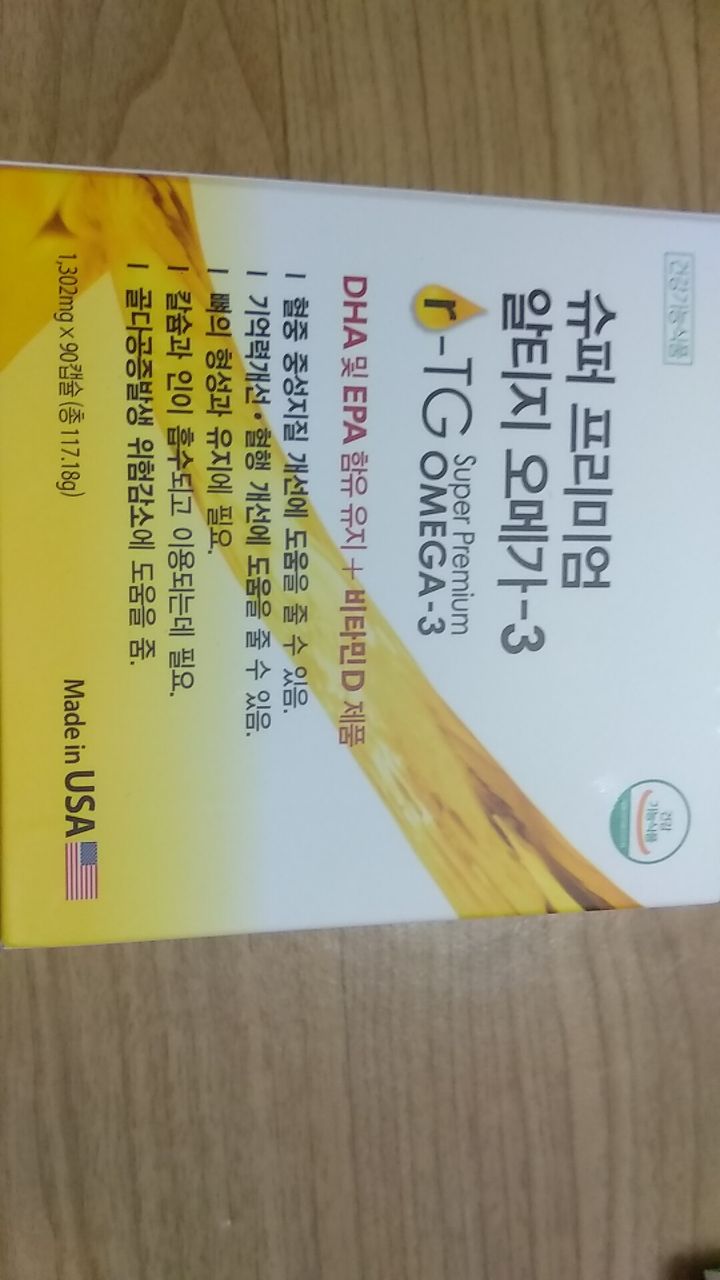 건강기능식품
슈퍼 프리미엄
알티지 오메가-3
r-TG Super Premium
OMEGA-3
DHA 및 EPA 함유 유지 + 비타민D 제품
l 혈중 중성지질 개선에 도움을 줄 수 있음.
l 기억력개선•혈행 개선에 도움을 줄 수 있음.
l 뼈의 형성과 유지에 필요.
l 칼슘과 인이 흡수되고 이용되는데 필요.
l 골다공증발생 위험감소에 도움을 줌.
1,302mg x 90캡슐 (총 117.18g)
Made in USA
건강
기능식품